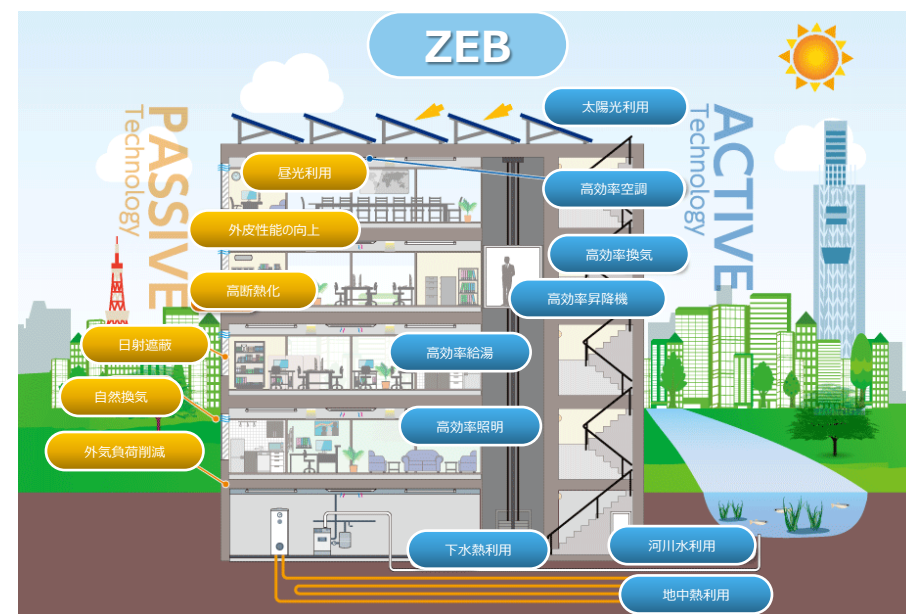 ZEB
PASSIVE
Technology
ACTIVE
Technology
太陽光利用
昼光利用
高効率空調
外皮性能の向上
高効率換気
高断熱化
高効率昇降機
日射遮蔽
高効率給湯
自然換気
高効率照明
外気負荷削減
下水熱利用
河川水利用
地中熱利用